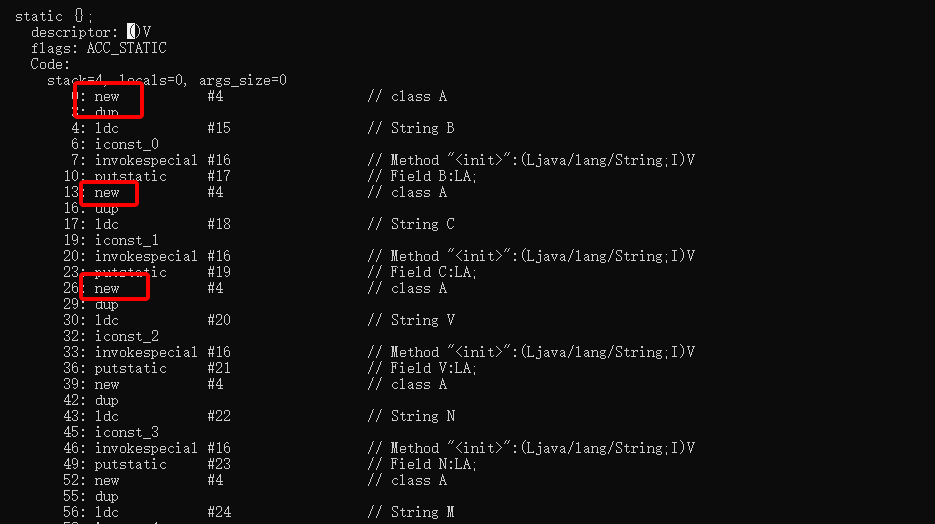 static {};
descriptor: ()V
flags: ACC_STATIC
Code:
stack=4, locals=0, args_size=0
0: new #4 // class A
3: dup
4: ldc #15 // String B
6: iconst_0
7: invokespecial #16 // Method "<init>":(Ljava/lang/String;I)V
10: putstatic #17 // Field B:LA;
13: new #4 // class A
16: dup
17: ldc #18 // String C
19: iconst_1
20: invokespecial #16 // Method "<init>":(Ljava/lang/String;I)V
23: putstatic #19 // Field C:LA;
26: new #4 // class A
29: dup
30: ldc #20 // String V
32: iconst_2
33: invokespecial #16 // Method "<init>":(Ljava/lang/String;I)V
36: putstatic #21 // Field V:LA;
39: new #4 // class A
42: dup
43: ldc #22 // String N
45: iconst_3
46: invokespecial #16 // Method "<init>":(Ljava/lang/String;I)V
49: putstatic #23 // Field N:LA;
52: new #4 // class A
55: dup
56: ldc #24 // String M